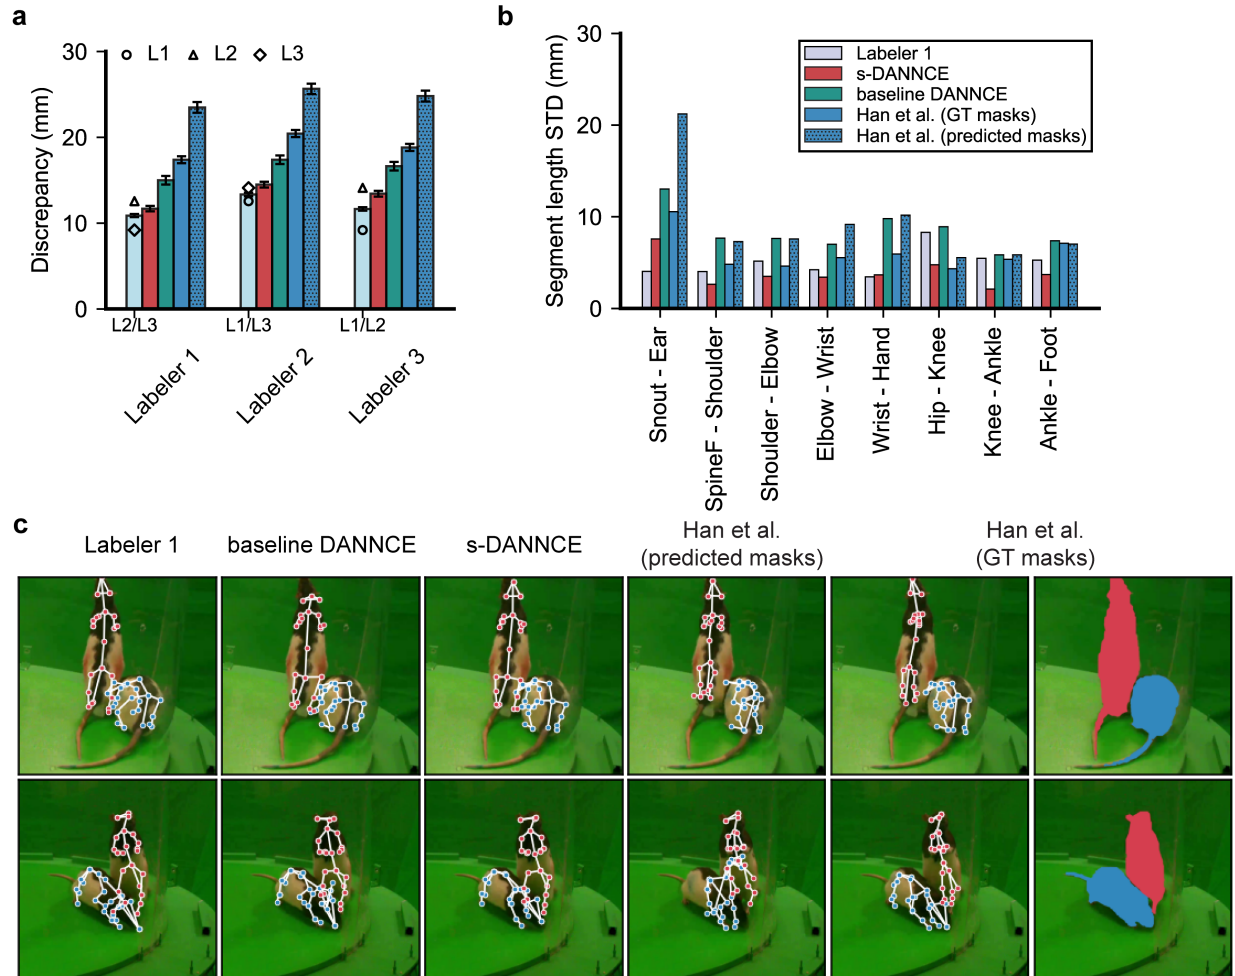 a
Discrepancy (mm)
30
20
10
0
L1 L2 L3
L2/L3
L1/L3
L1/L2
Labeler 1
Labeler 2
Labeler 3
b
Segment length STD (mm)
30
20
10
0
Labeler 1
s-DANNCE
baseline DANNCE
Han et al. (GT masks)
Han et al. (predicted masks)
Snout - Ear
SpineF - Shoulder
Shoulder - Elbow
Elbow - Wrist
Wrist - Hand
Hip - Knee
Knee - Ankle
Ankle - Foot
c
Labeler 1
baseline DANNCE
s-DANNCE
Han et al.
(predicted masks)
Han et al.
(GT masks)